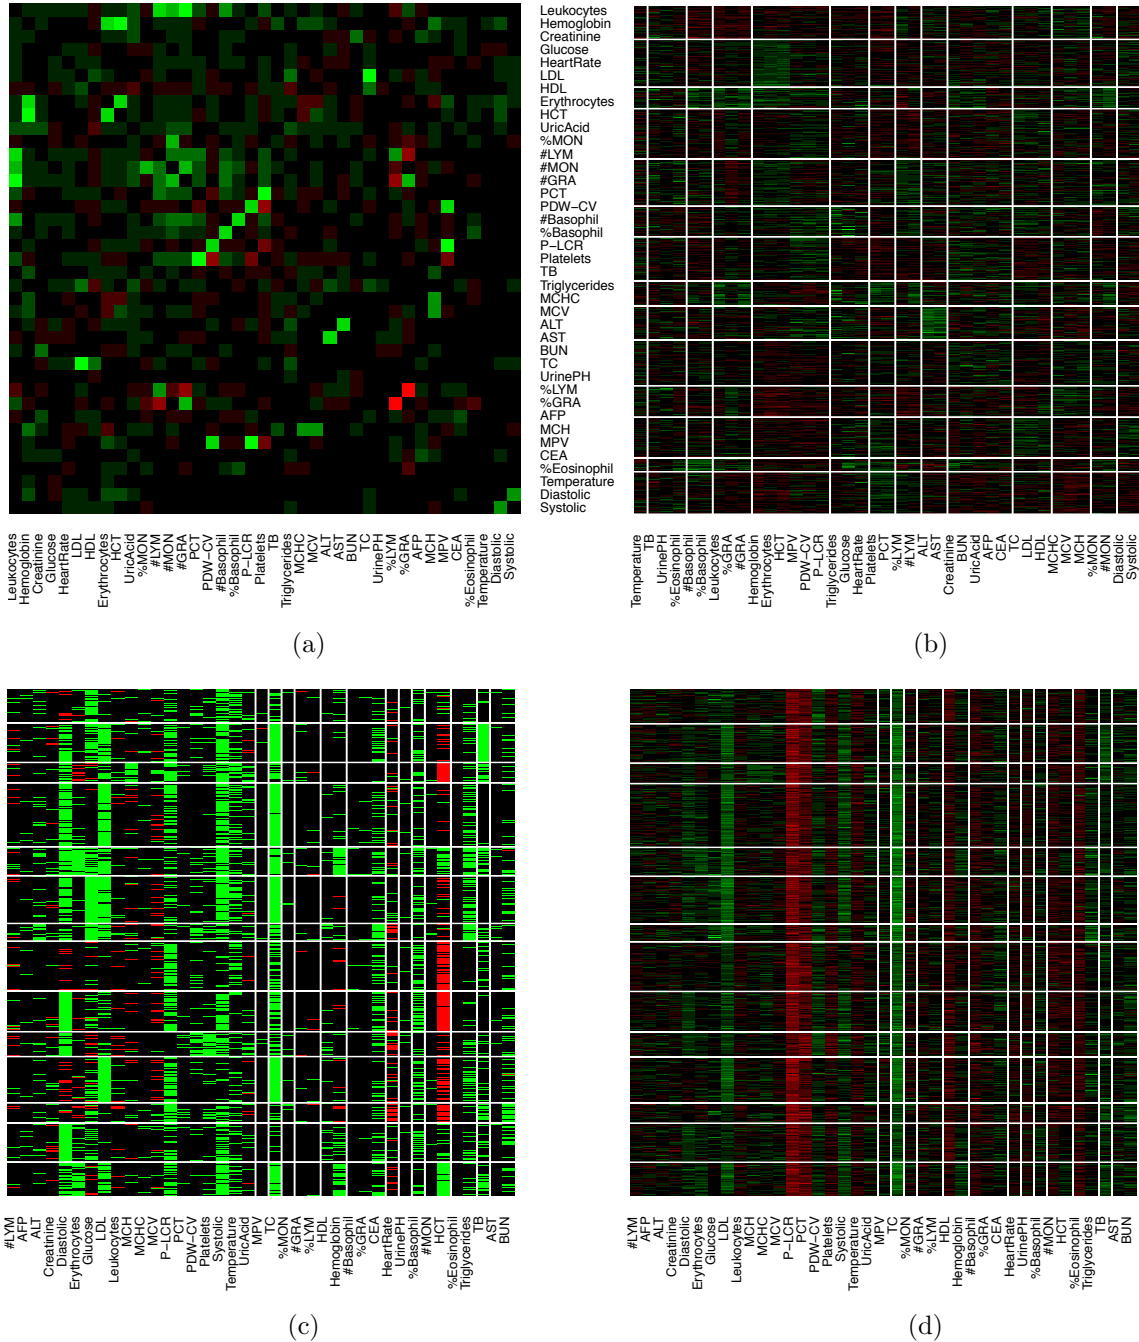 Leukocytes
Hemoglobin
Creatinine
Glucose
HeartRate
LDL
HDL
Erythrocytes
HCT
UricAcid
%MON
#LYM
#MON
#GRA
PCT
PDW−CV
#Basophil
%Basophil
P−LCR
Platelets
TB
Triglycerides
MCHC
MCV
ALT
AST
BUN
TC
UrinePH
%LYM
%GRA
AFP
MCH
MPV
CEA
%Eosinophil
Temperature
Diastolic
Systolic
Leukocytes
Hemoglobin
Creatinine
Glucose
HeartRate
LDL
HDL
Erythrocytes
HCT
UricAcid
%MON
#LYM
#MON
#GRA
PCT
PDW−CV
#Basophil
%Basophil
P−LCR
Platelets
TB
Triglycerides
MCHC
MCV
ALT
AST
BUN
TC
UrinePH
%LYM
%GRA
AFP
MCH
MPV
CEA
%Eosinophil
Temperature
Diastolic
Systolic
(a)
Temperature
TB
UrinePH
%Eosinophil
#Basophil
%Basophil
Leukocytes
%GRA
#GRA
Hemoglobin
Erythrocytes
HCT
MPV
PDW−CV
P−LCR
Triglycerides
Glucose
HeartRate
Platelets
PCT
%LYM
#LYM
ALT
AST
Creatinine
BUN
UricAcid
AFP
CEA
TC
LDL
HDL
MCHC
MCV
MCH
%MON
#MON
Diastolic
Systolic
(b)
#LYM
AFP
ALT
Creatinine
Diastolic
Erythrocytes
Glucose
LDL
Leukocytes
MCH
MCHC
MCV
P−LCR
PCT
PDW−CV
Platelets
Systolic
Temperature
UricAcid
MPV
TC
%MON
#GRA
%LYM
HDL
Hemoglobin
#Basophil
%GRA
CEA
HeartRate
UrinePH
%Basophil
#MON
HCT
%Eosinophil
Triglycerides
TB
AST
BUN
(c)
#LYM
AFP
ALT
Creatinine
Diastolic
Erythrocytes
Glucose
LDL
Leukocytes
MCH
MCHC
MCV
P−LCR
PCT
PDW−CV
Platelets
Systolic
Temperature
UricAcid
MPV
TC
%MON
#GRA
%LYM
HDL
Hemoglobin
#Basophil
%GRA
CEA
HeartRate
UrinePH
%Basophil
#MON
HCT
%Eosinophil
Triglycerides
TB
AST
BUN
(d)